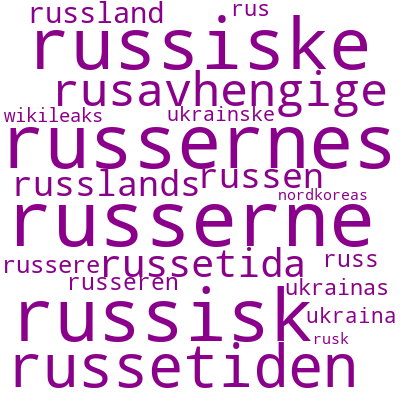 russland rus
russiske
rusavhengige
wikileaks ukrainske
russernes
russlands russen
nordkoreas
russerne
russere russetida russ
russeren ukrainas
russisk ukraina
rusk
russetiden